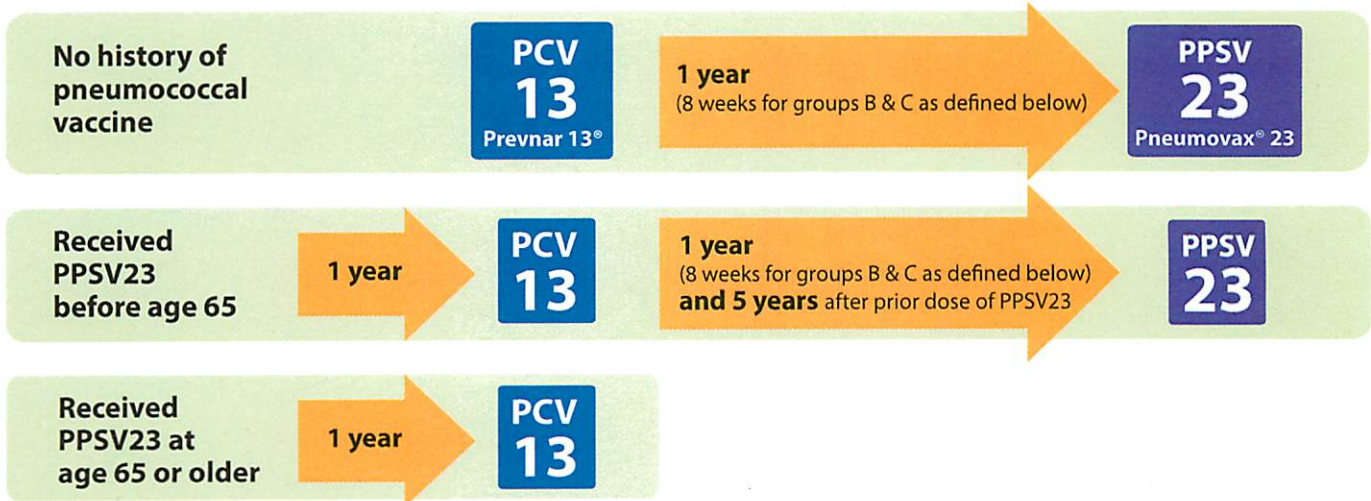 No history of
pneumococcal
vaccine
PCV
13
Prevnar 13®
1 year
(8 weeks for groups B & C as defined below)
PPSV
23
Pneumovax® 23
Received
PPSV23
before age 65
1 year
PCV
13
1 year
(8 weeks for groups B & C as defined below)
and 5 years after prior dose of PPSV23
PPSV
23
Received
PPSV23 at
age 65 or older
1 year
PCV
13